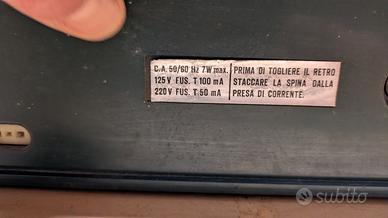 C.A. 50/60 Hz 7W max.
125V FUS. T 100 mA
220V FUS. T 50 mA
PRIMA DI TOGLIERE IL RETRO
STACCARE LA SPINA DALLA
PRESA DI CORRENTE.
subito